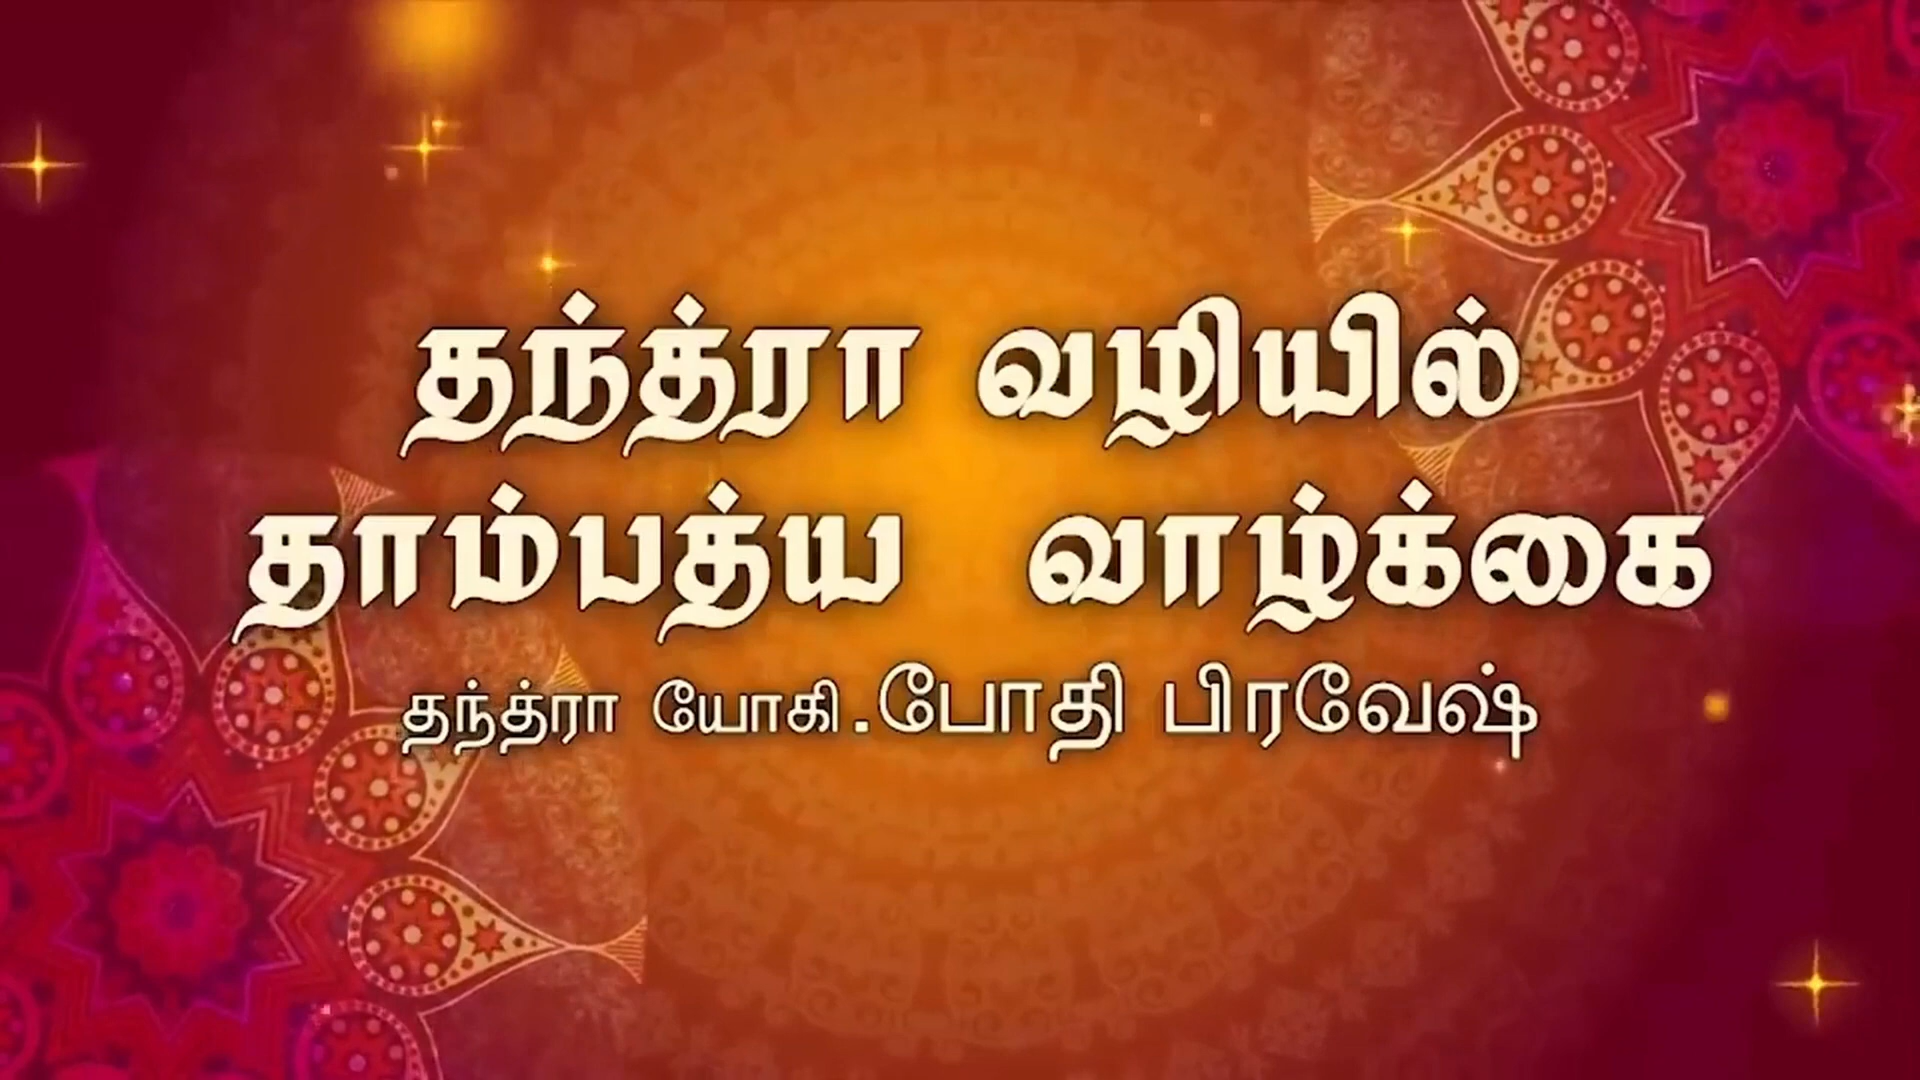 தந்த்ரா வழியில்
தாம்பத்ய வாழ்க்கை
தந்த்ரா யோகி.போதி பிரவேஷ்